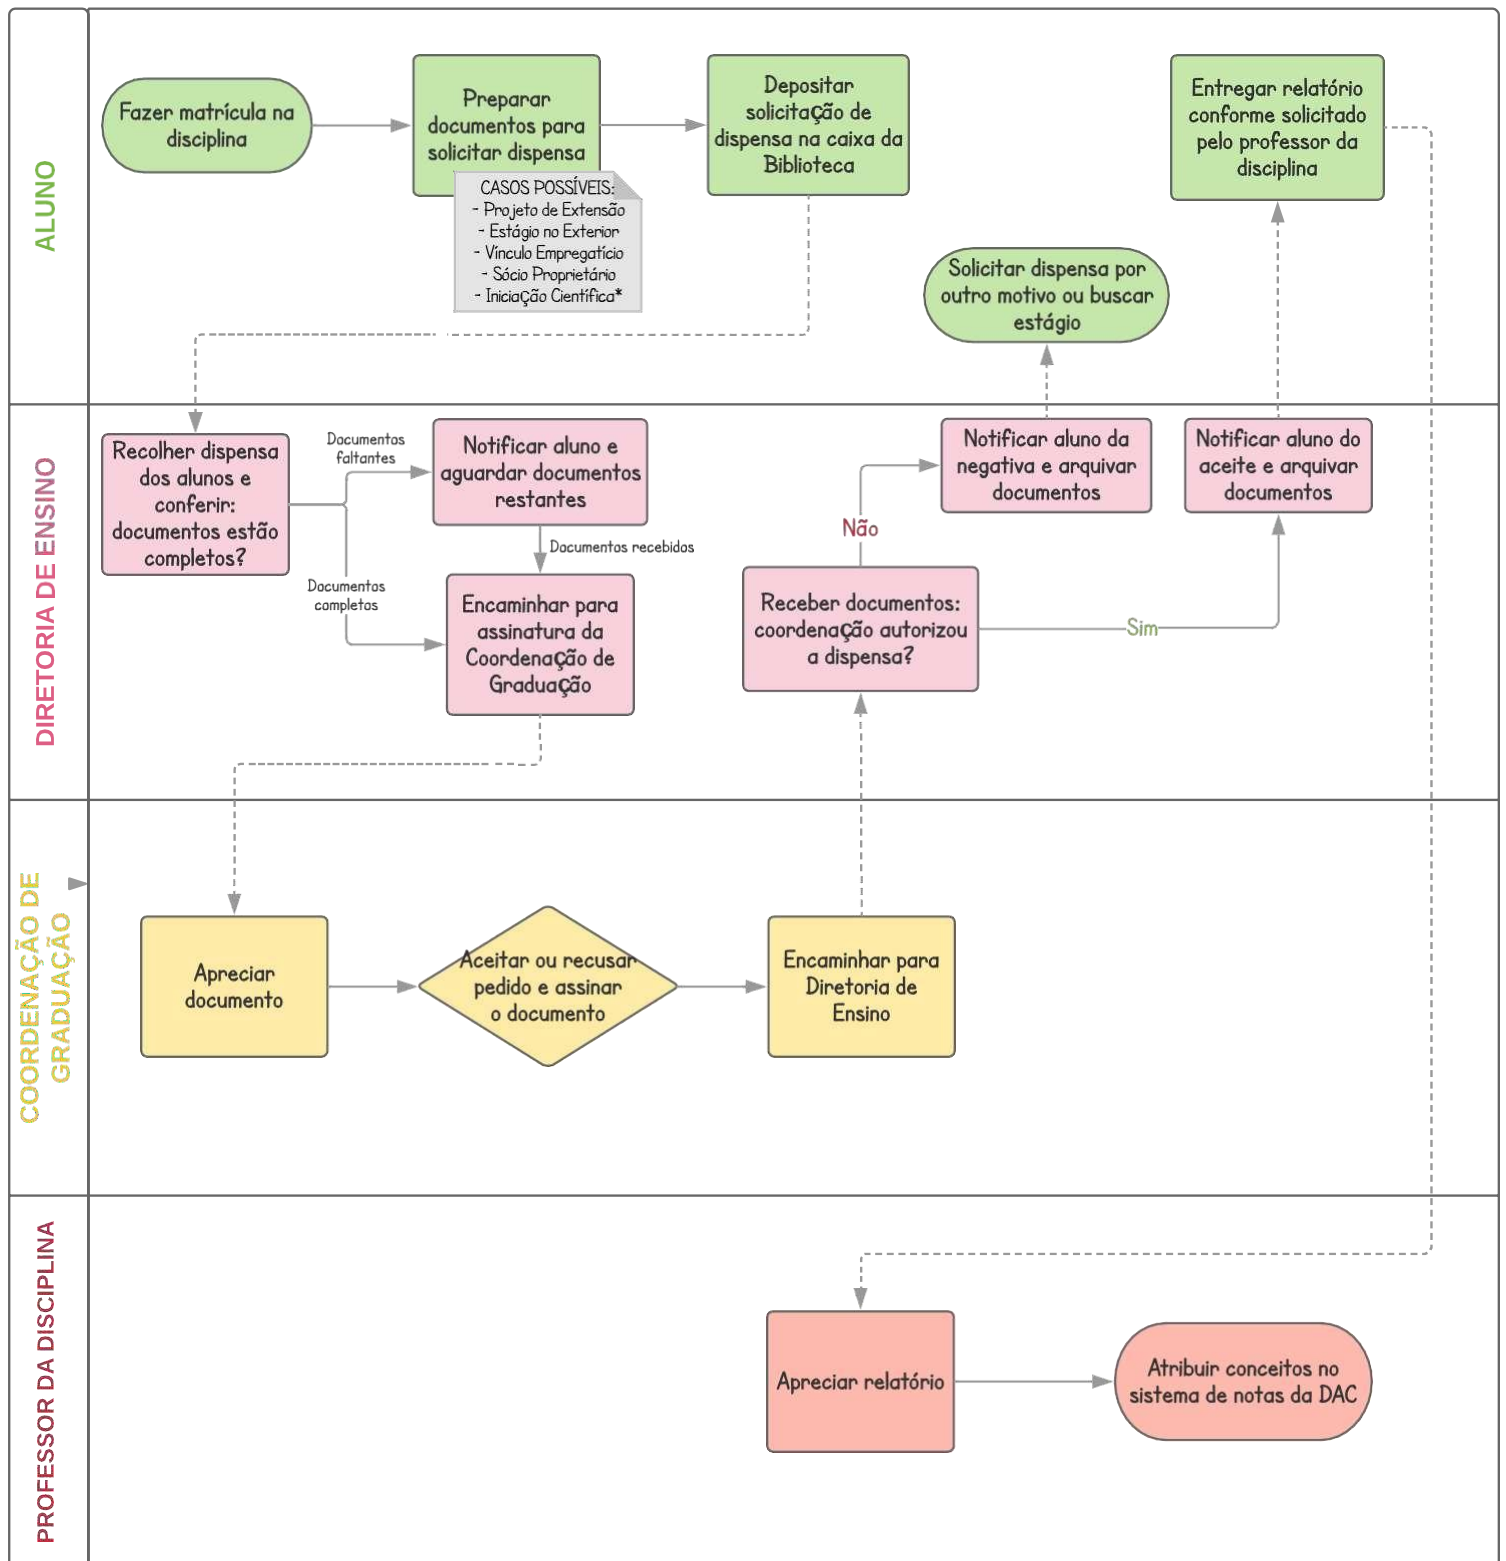 ALUNO
Fazer matrícula na
disciplina
Preparar
documentos para
solicitar dispensa
CASOS POSSÍVEIS:
- Projeto de Extensão
- Estágio no Exterior
- Vínculo Empregatício
- Sócio Proprietário
- Iniciação Científica*
Depositar
solicitação de
dispensa na caixa da
Biblioteca
Solicitar dispensa por
outro motivo ou buscar
estágio
Entregar relatório
conforme solicitado
pelo professor da
disciplina
DIRETORIA DE ENSINO
Recolher dispensa
dos alunos e
conferir:
documentos estão
completos?
Documentos
faltantes
Documentos
completos
Notificar aluno e
aguardar documentos
restantes
Documentos recebidos
Encaminhar para
assinatura da
Coordenação de
Graduação
Receber documentos:
coordenação autorizou
a dispensa?
Não
Sim
Notificar aluno da
negativa e arquivar
documentos
Notificar aluno do
aceite e arquivar
documentos
COORDENAÇÃO DE
GRADUAÇÃO
Apreciar
documento
Aceitar ou recusar
pedido e assinar
o documento
Encaminhar para
Diretoria de
Ensino
PROFESSOR DA DISCIPLINA
Apreciar relatório
Atribuir conceitos no
sistema de notas da DAC